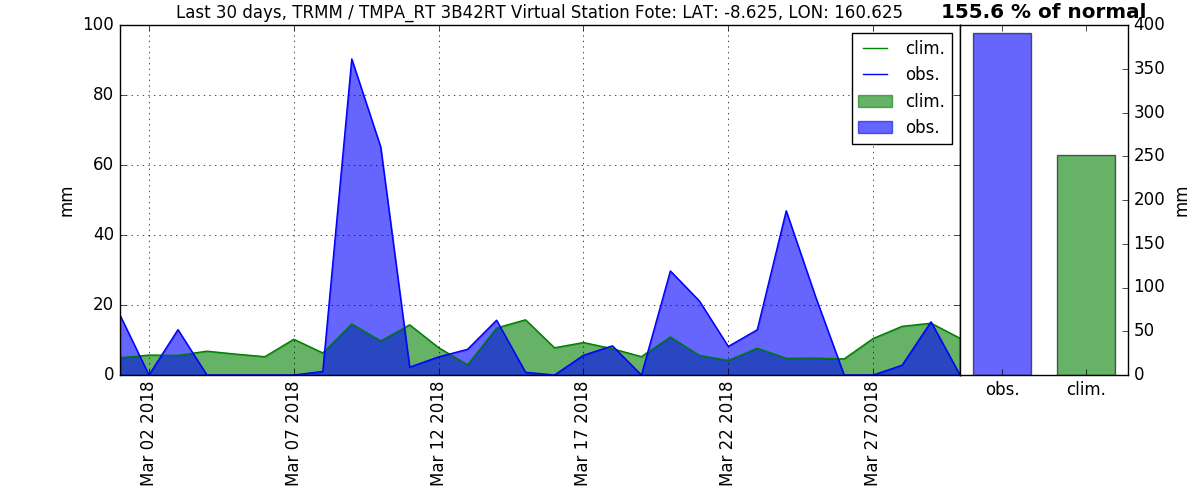 Last 30 days, TRMM / TMPA_RT 3B42RT Virtual Station Fote: LAT: -8.625, LON: 160.625
155.6 % of normal
100
80
60
40
20
0
mm
clim.
obs.
clim.
obs.
400
350
300
250
200
150
100
50
0
mm
Mar 02 2018
Mar 07 2018
Mar 12 2018
Mar 17 2018
Mar 22 2018
Mar 27 2018
obs.
clim.